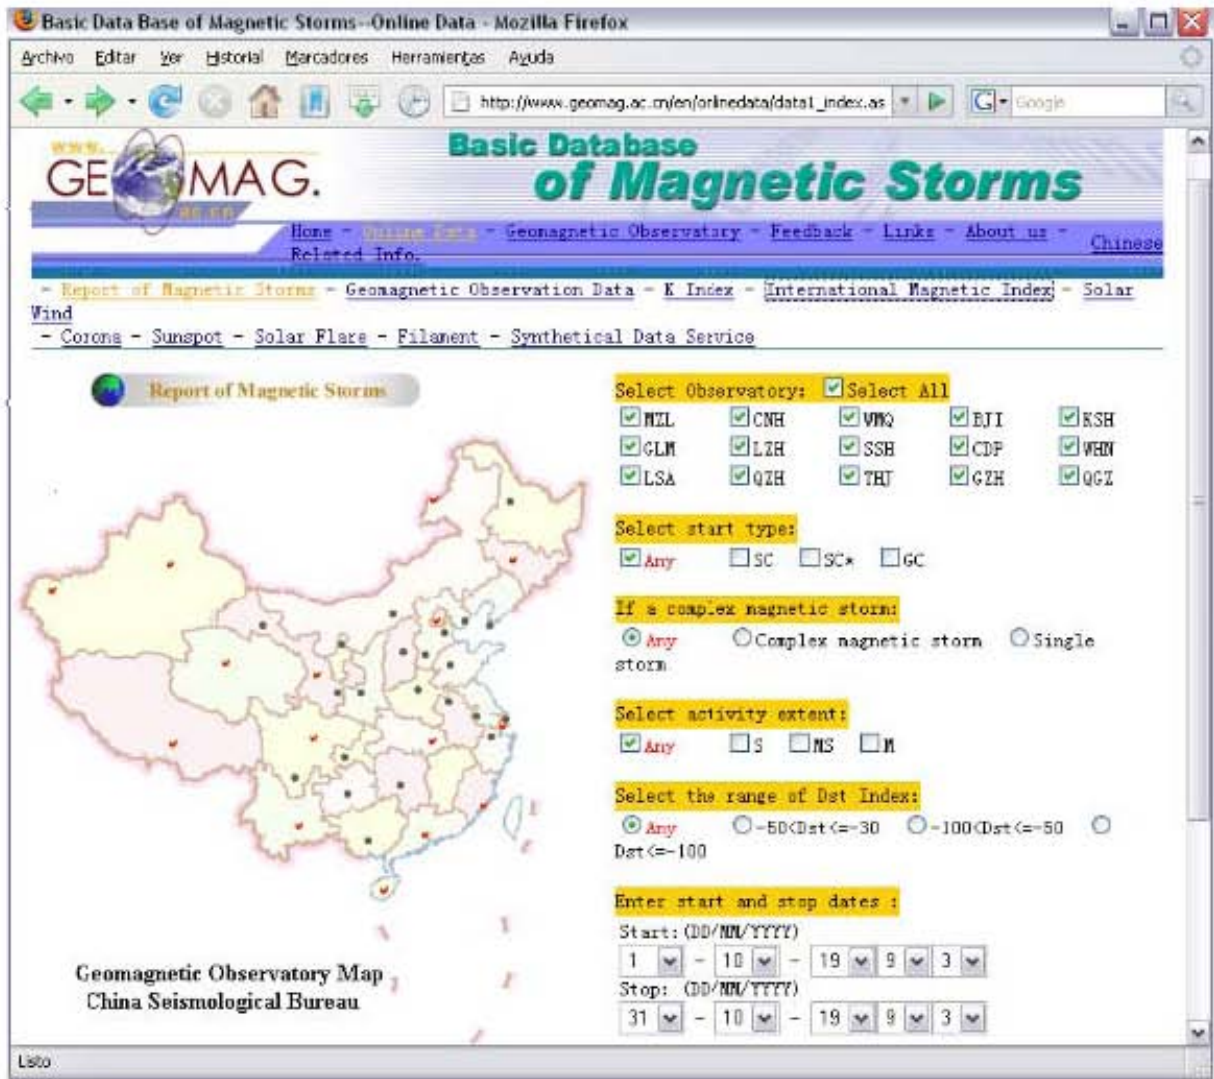 Basic Data Base of Magnetic Storms--Online Data - Mozilla Firefox
Archivo Editar Ver Historial Marcadores Herramientas Ayuda
http://www.geomag.ac.cn/en/onlinedata/data1_index.as
Google
www.
GEOMAG.
ac.cn
Basic Database
of Magnetic Storms
Home - Online Data - Geomagnetic Observatory - Feedback - Links - About us -
Related Info.
Chinese
- Report of Magnetic Storms - Geomagnetic Observation Data - K Index - International Magnetic Index - Solar
Wind
- Corona - Sunspot - Solar Flare - Filament - Synthetical Data Service
Report of Magnetic Storms
Select Observatory: Select All
MZL CNH WMQ BJI KSH
GLM LZH SSH CDP WHN
LSA QZH THJ GZH QGZ
Select start type:
Any SC SC* GC
If a complex magnetic storm:
Any Complex magnetic storm Single
storm
Select activity extent:
Any S MS M
Select the range of Dst Index:
Any -50<Dst<=-30 -100<Dst<=-50
Dst<=-100
Enter start and stop dates :
Start:(DD/MM/YYYY)
1 - 10 - 19 9 3
Stop: (DD/MM/YYYY)
31 - 10 - 19 9 3
Geomagnetic Observatory Map
China Seismological Bureau
Listo